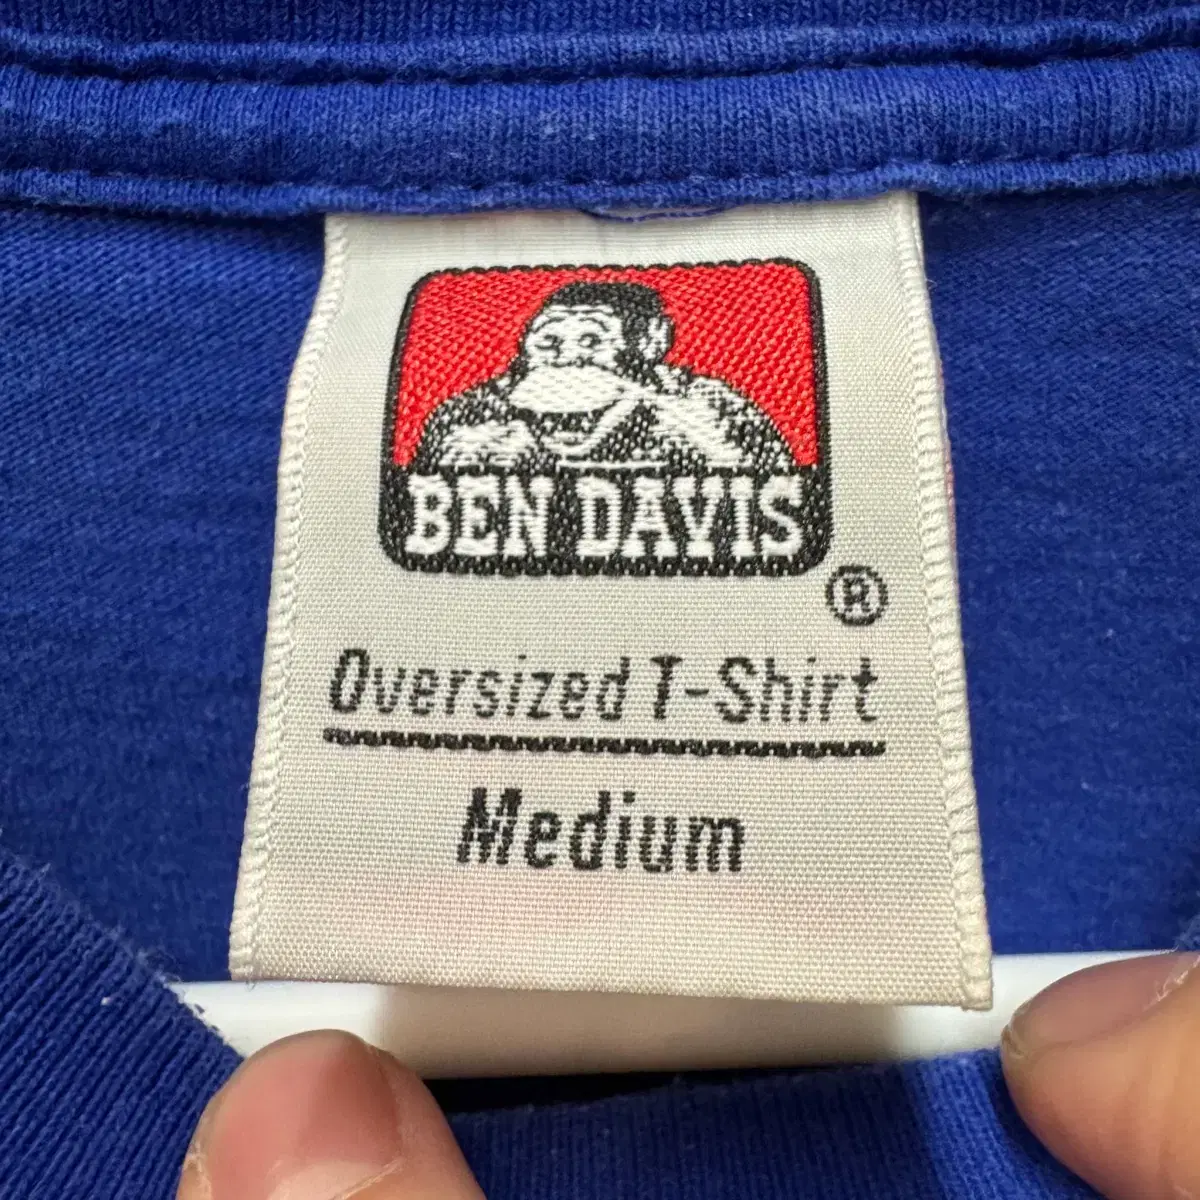 BEN DAVIS
®
Oversized T-Shirt
Medium